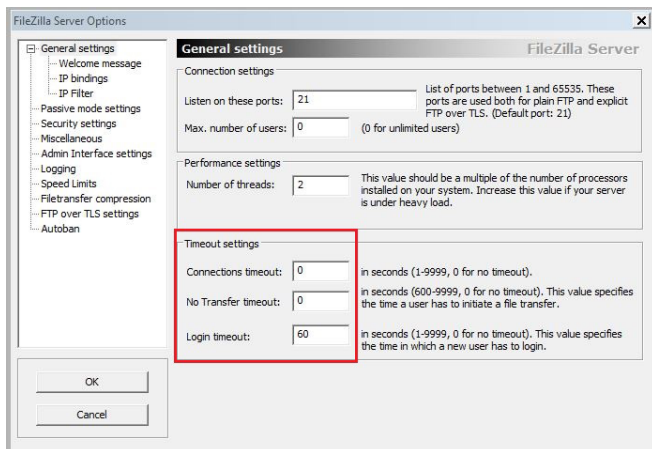 FileZilla Server Options
General settings
Welcome message
IP bindings
IP Filter
Passive mode settings
Security settings
Miscellaneous
Admin Interface settings
Logging
Speed Limits
Filetransfer compression
FTP over TLS settings
Autoban
OK
Cancel
General settings
FileZilla Server
Connection settings
Listen on these ports:
21
List of ports between 1 and 65535. These
ports are used both for plain FTP and explicit
FTP over TLS. (Default port: 21)
Max. number of users:
0
(0 for unlimited users)
Performance settings
Number of threads:
2
This value should be a multiple of the number of processors
installed on your system. Increase this value if your server
is under heavy load.
Timeout settings
Connections timeout:
0
in seconds (1-9999, 0 for no timeout).
No Transfer timeout:
0
in seconds (600-9999, 0 for no timeout). This value specifies
the time a user has to initiate a file transfer.
Login timeout:
60
in seconds (1-9999, 0 for no timeout). This value specifies
the time in which a new user has to login.